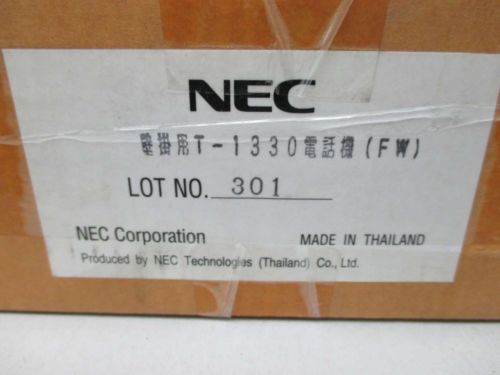 NEC
壁掛用T-1330電話機(FW)
LOT NO. 301
NEC Corporation MADE IN THAILAND
Produced by NEC Technologies (Thailand) Co., Ltd.